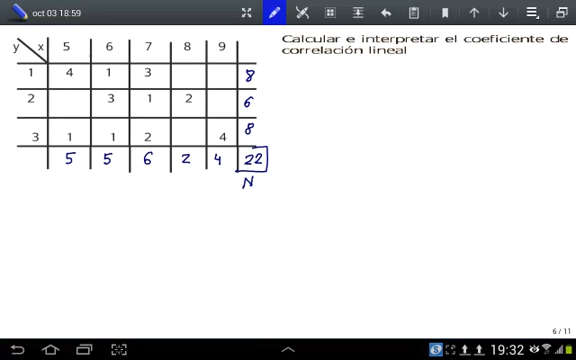 oct 03 18:59
Calcular e interpretar el coeficiente de
correlación lineal
y x 5 6 7 8 9
1 4 1 3 8
2 3 1 2 6
3 1 1 2 4 8
5 5 6 2 4 22
N
6 / 11
19:32